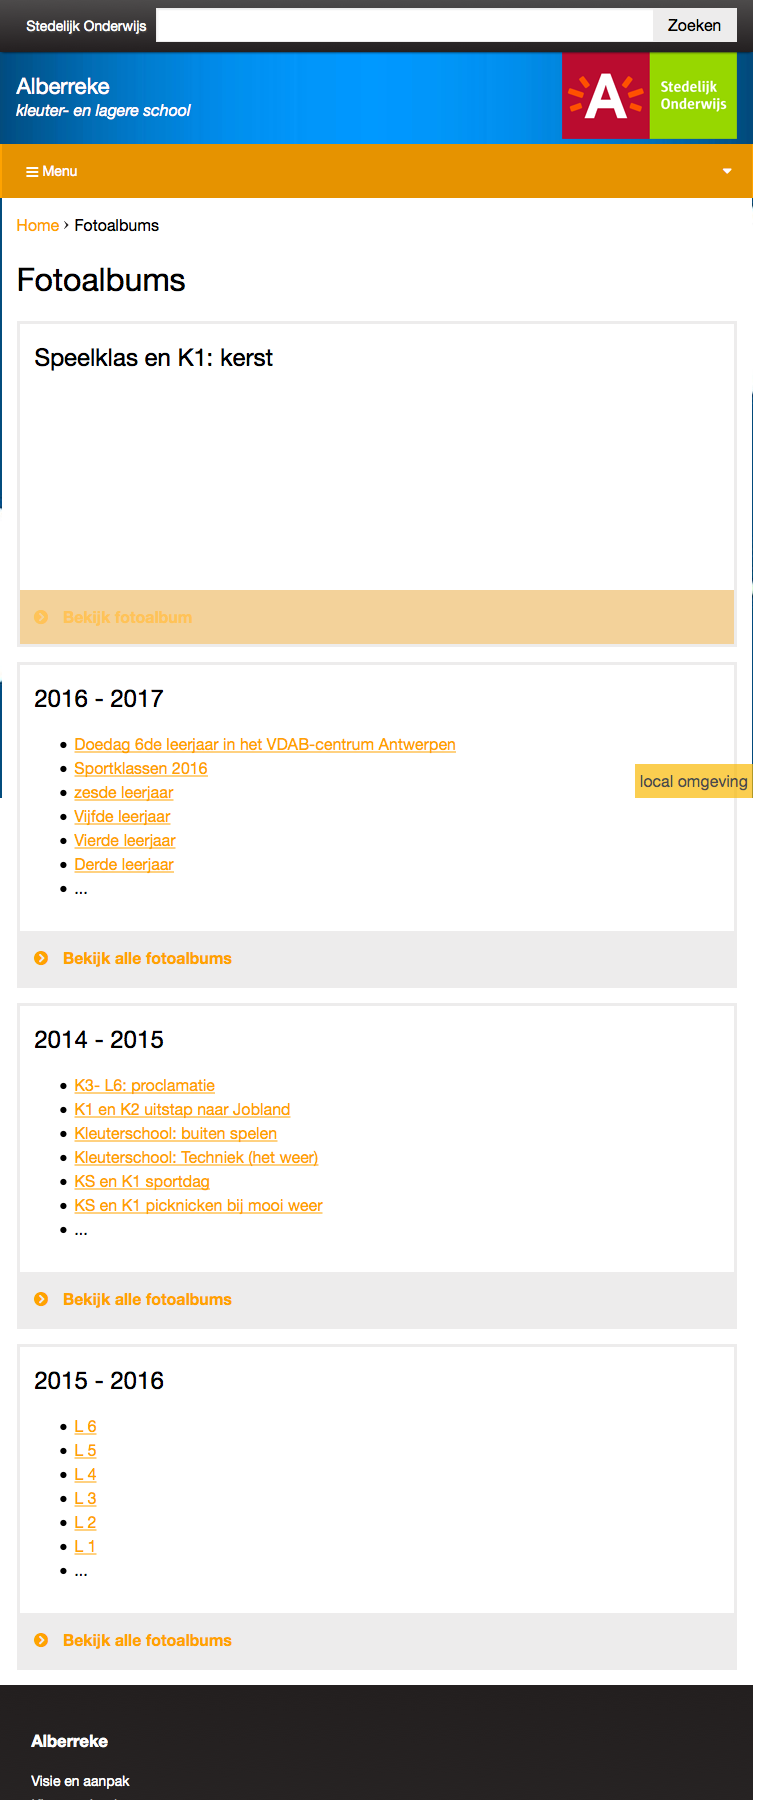 Stedelijk Onderwijs
Zoeken
Alberreke
kleuter- en lagere school
A
Stedelijk
Onderwijs
Menu
Home › Fotoalbums
Fotoalbums
Speelklas en K1: kerst
Bekijk fotoalbum
2016 - 2017
Doedag 6de leerjaar in het VDAB-centrum Antwerpen
Sportklassen 2016
zesde leerjaar
local omgeving
Vijfde leerjaar
Vierde leerjaar
Derde leerjaar
...
Bekijk alle fotoalbums
2014 - 2015
K3- L6: proclamatie
K1 en K2 uitstap naar Jobland
Kleuterschool: buiten spelen
Kleuterschool: Techniek (het weer)
KS en K1 sportdag
KS en K1 picknicken bij mooi weer
...
Bekijk alle fotoalbums
2015 - 2016
L 6
L 5
L 4
L 3
L 2
L 1
...
Bekijk alle fotoalbums
Alberreke
Visie en aanpak